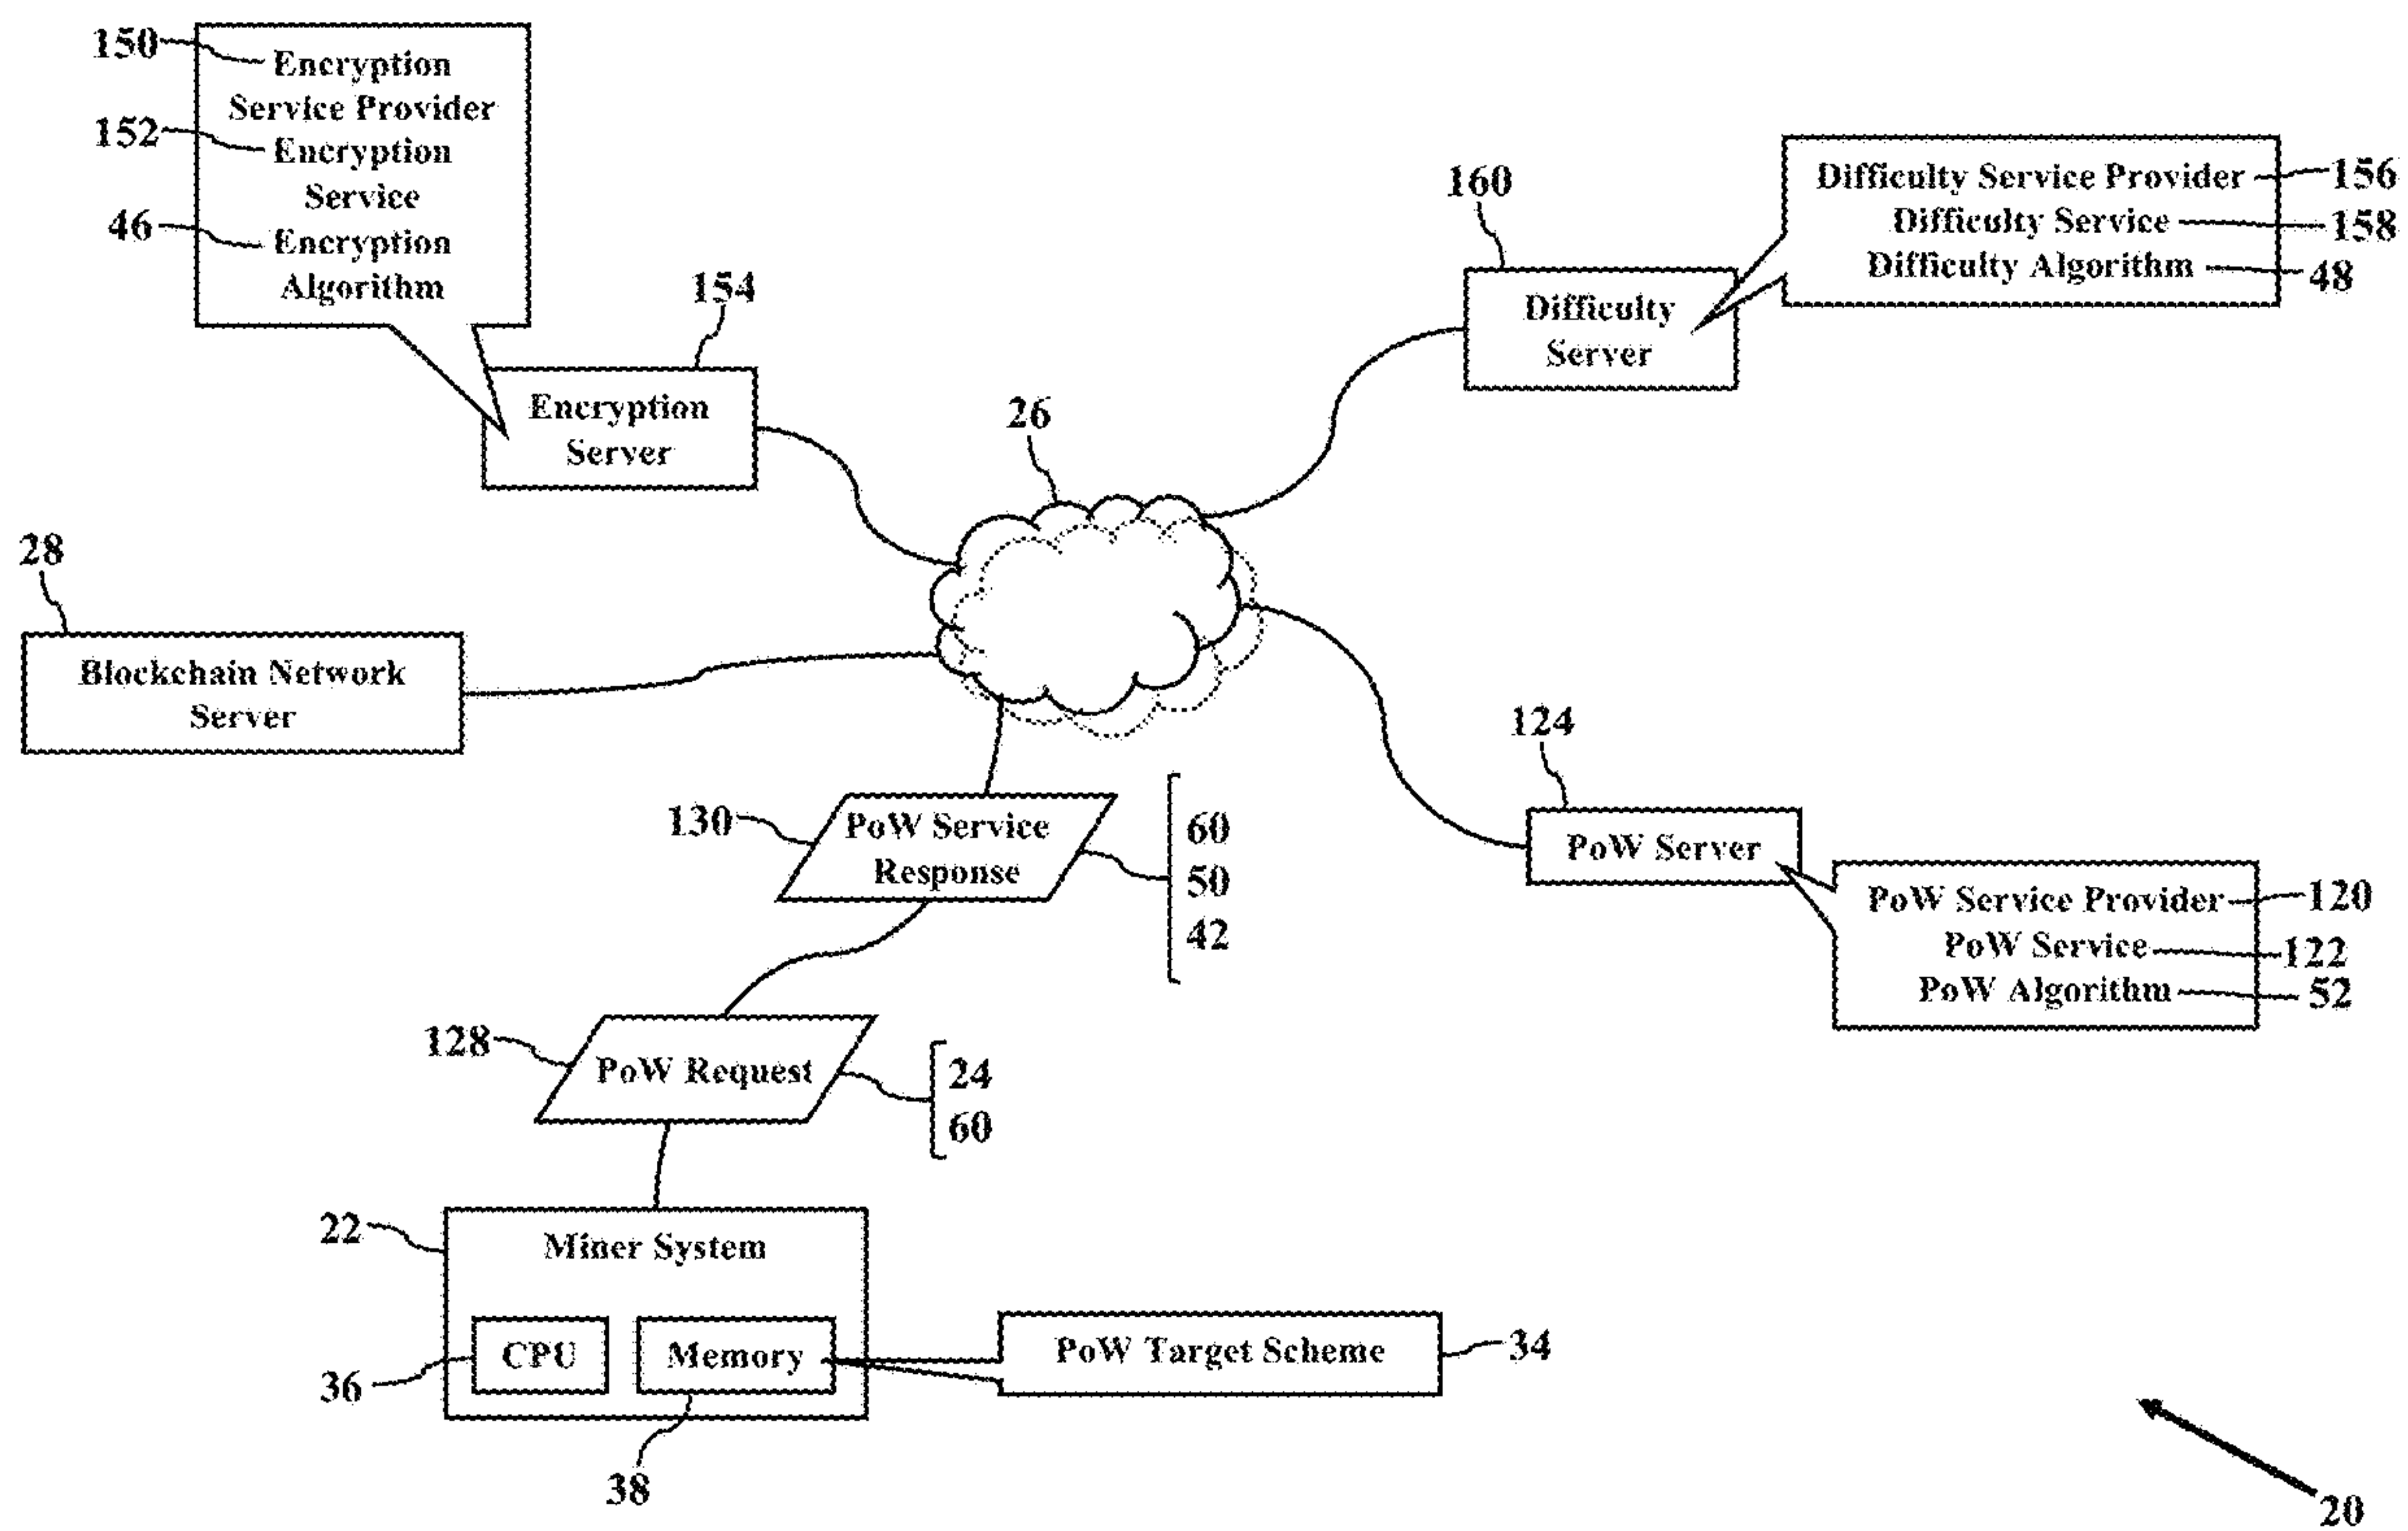 150
Encryption
Service Provider
152
Encryption
Service
46
Encryption
Algorithm
154
Encryption
Server
160
Difficulty
Server
Difficulty Service Provider
156
Difficulty Service
158
Difficulty Algorithm
48
26
28
Blockchain Network
Server
124
PoW Server
PoW Service Provider
120
PoW Service
122
PoW Algorithm
52
130
PoW Service
Response
60
50
42
128
PoW Request
24
60
22
Miner System
CPU
Memory
36
38
PoW Target Scheme
34
20